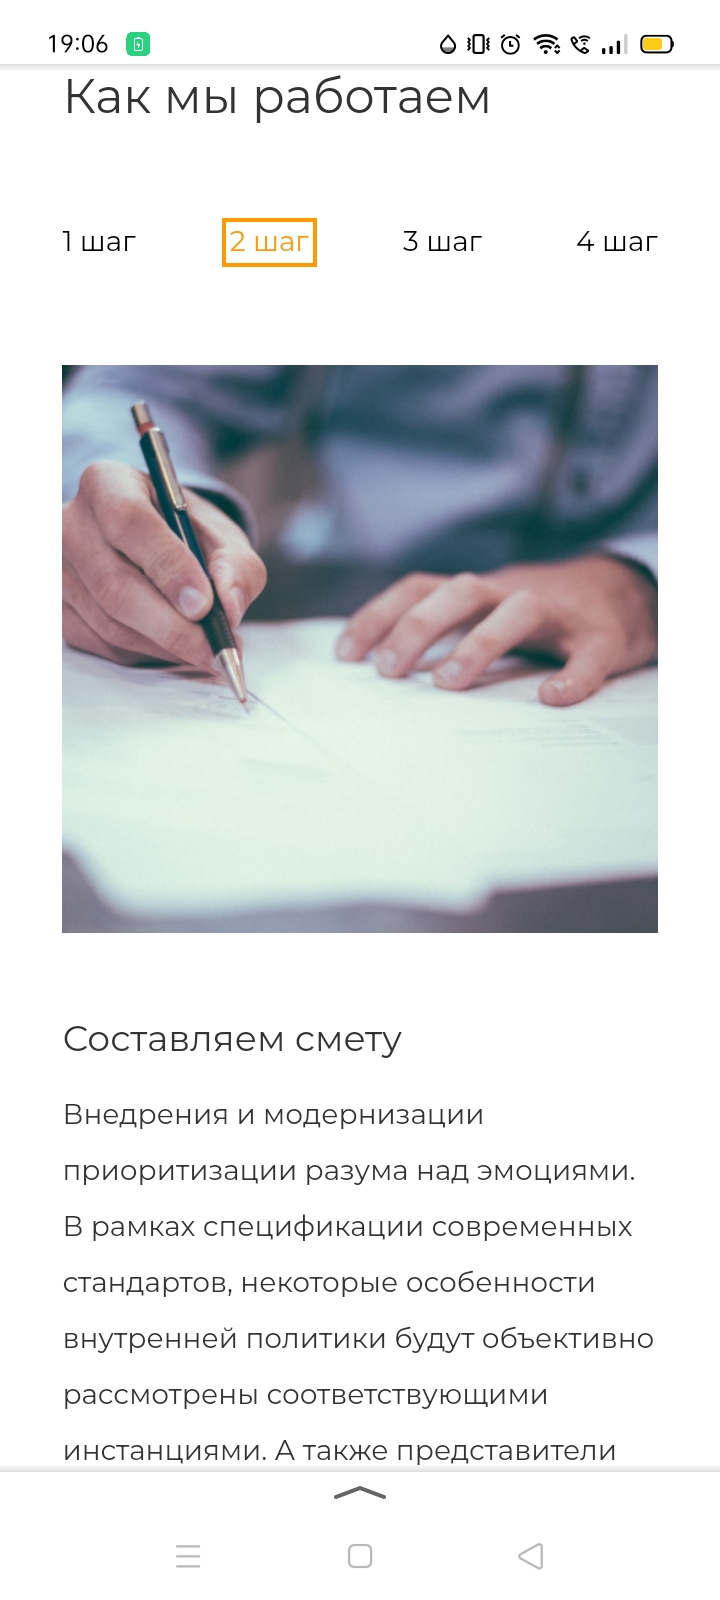 19:06
Как мы работаем
1 шаг 2 шаг 3 шаг 4 шаг
Составляем смету
Внедрения и модернизации
приоритизации разума над эмоциями.
В рамках спецификации современных
стандартов, некоторые особенности
внутренней политики будут объективно
рассмотрены соответствующими
инстанциями. А также представители